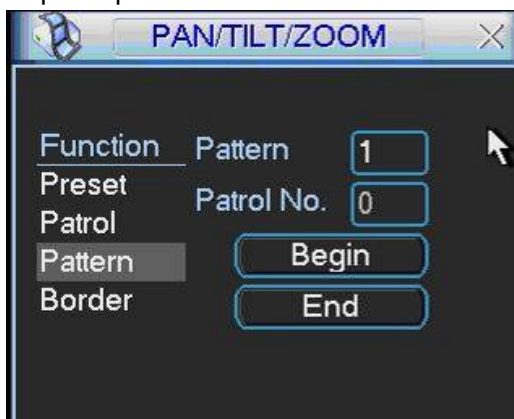 PAN/TILT/ZOOM
Function
Preset
Patrol
Pattern
Border
Pattern 1
Patrol No. 0
Begin
End